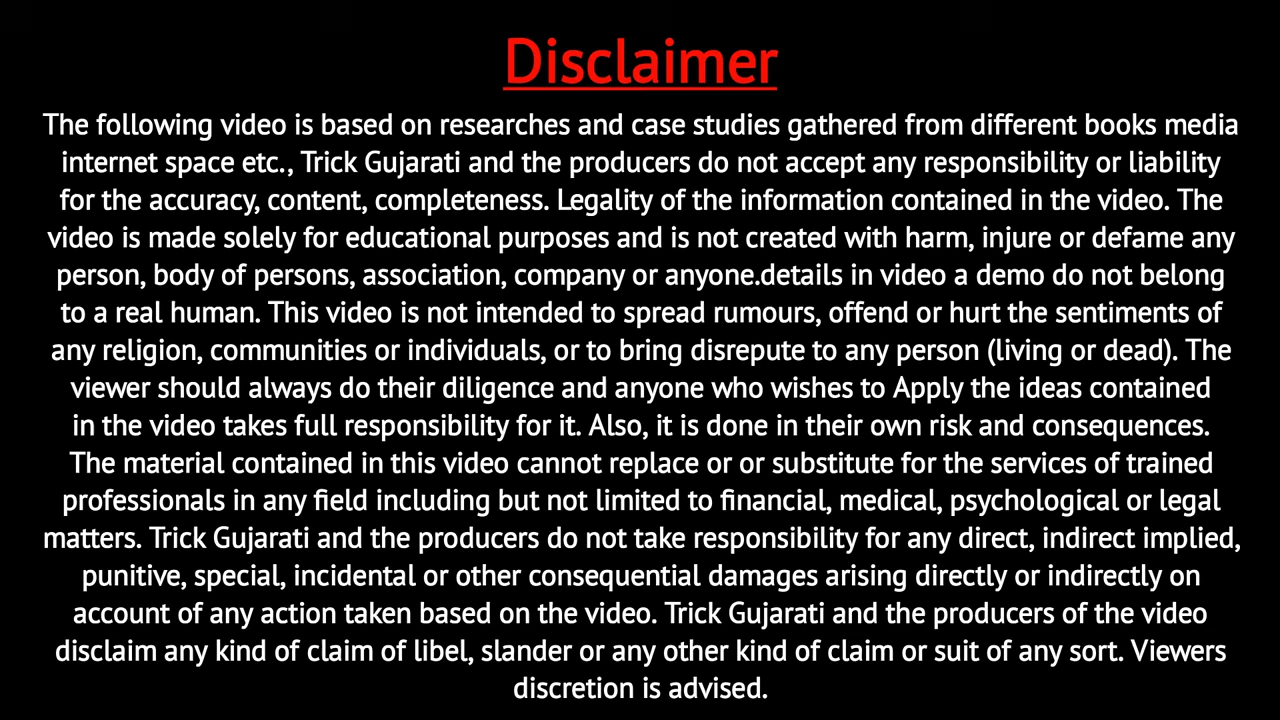 Disclaimer
The following video is based on researches and case studies gathered from different books media
internet space etc., Trick Gujarati and the producers do not accept any responsibility or liability
for the accuracy, content, completeness. Legality of the information contained in the video. The
video is made solely for educational purposes and is not created with harm, injure or defame any
person, body of persons, association, company or anyone.details in video a demo do not belong
to a real human. This video is not intended to spread rumours, offend or hurt the sentiments of
any religion, communities or individuals, or to bring disrepute to any person (living or dead). The
viewer should always do their diligence and anyone who wishes to Apply the ideas contained
in the video takes full responsibility for it. Also, it is done in their own risk and consequences.
The material contained in this video cannot replace or or substitute for the services of trained
professionals in any field including but not limited to financial, medical, psychological or legal
matters. Trick Gujarati and the producers do not take responsibility for any direct, indirect implied,
punitive, special, incidental or other consequential damages arising directly or indirectly on
account of any action taken based on the video. Trick Gujarati and the producers of the video
disclaim any kind of claim of libel, slander or any other kind of claim or suit of any sort. Viewers
discretion is advised.